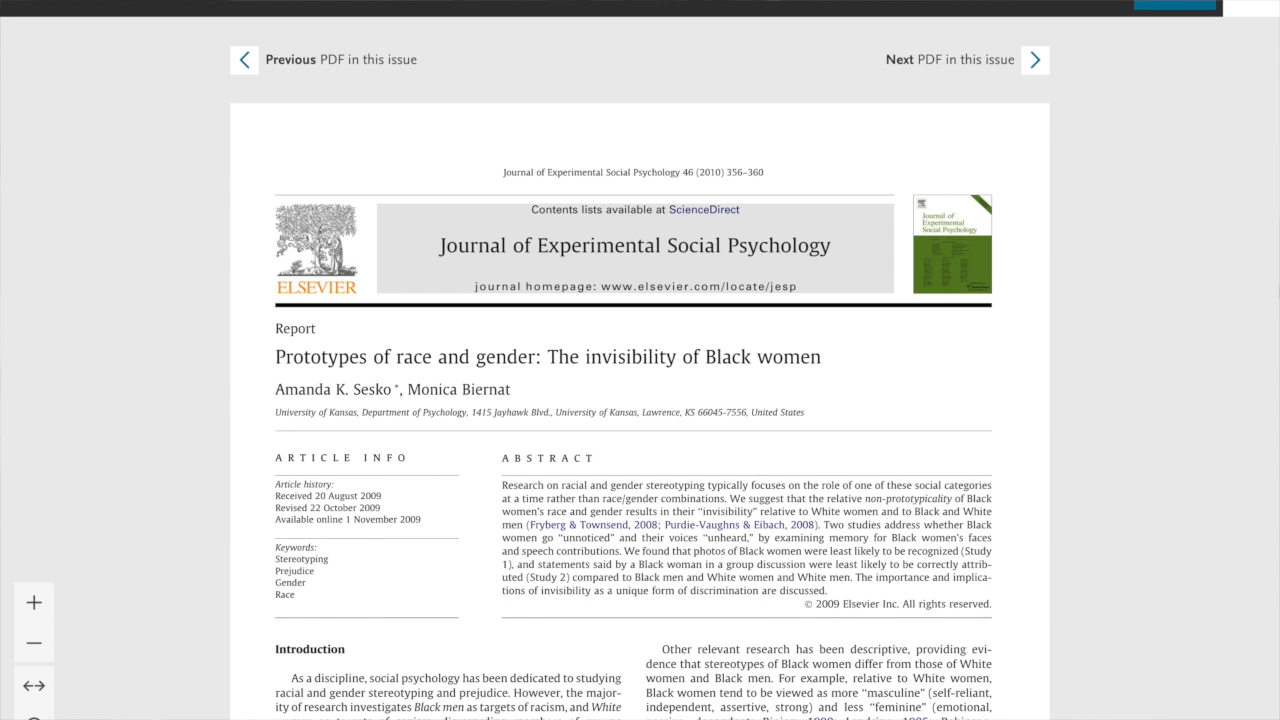 Previous PDF in this issue
Next PDF in this issue
Journal of Experimental Social Psychology 46 (2010) 356–360
Contents lists available at ScienceDirect
Journal of Experimental Social Psychology
journal homepage: www.elsevier.com/locate/jesp
ELSEVIER
Journal of
Experimental
Social Psychology
Report
Prototypes of race and gender: The invisibility of Black women
Amanda K. Sesko *, Monica Biernat
University of Kansas, Department of Psychology, 1415 Jayhawk Blvd., University of Kansas, Lawrence, KS 66045-7556, United States
ARTICLE INFO
Article history:
Received 20 August 2009
Revised 22 October 2009
Available online 1 November 2009
Keywords:
Stereotyping
Prejudice
Gender
Race
ABSTRACT
Research on racial and gender stereotyping typically focuses on the role of one of these social categories
at a time rather than race/gender combinations. We suggest that the relative non-prototypicality of Black
women's race and gender results in their "invisibility" relative to White women and to Black and White
men (Fryberg & Townsend, 2008; Purdie-Vaughns & Eibach, 2008). Two studies address whether Black
women go "unnoticed" and their voices "unheard," by examining memory for Black women's faces
and speech contributions. We found that photos of Black women were least likely to be recognized (Study
1), and statements said by a Black woman in a group discussion were least likely to be correctly attrib-
uted (Study 2) compared to Black men and White women and White men. The importance and implica-
tions of invisibility as a unique form of discrimination are discussed.
© 2009 Elsevier Inc. All rights reserved.
Introduction
As a discipline, social psychology has been dedicated to studying
racial and gender stereotyping and prejudice. However, the major-
ity of research investigates Black men as targets of racism, and White
Other relevant research has been descriptive, providing evi-
dence that stereotypes of Black women differ from those of White
women and Black men. For example, relative to White women,
Black women tend to be viewed as more "masculine" (self-reliant,
independent, assertive, strong) and less "feminine" (emotional,